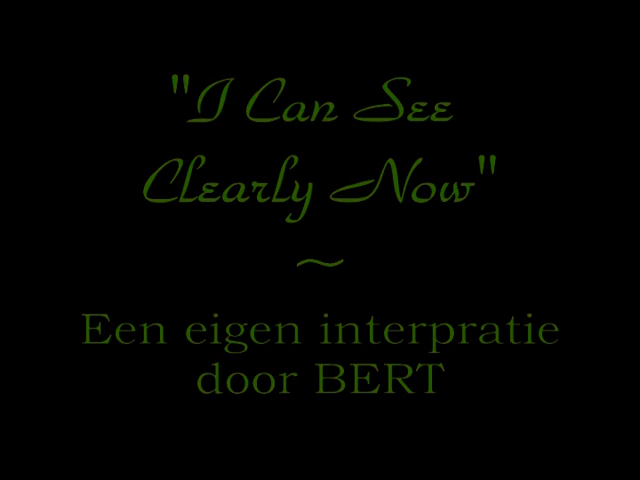 "I Can See
Clearly Now"
~
Een eigen interpratie
door BERT